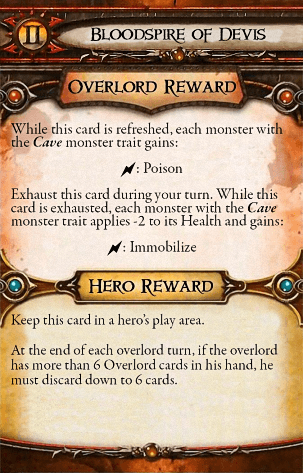 II
Bloodspire of Devis
Overlord Reward
While this card is refreshed, each monster with
the Cave monster trait gains:
: Poison
Exhaust this card during your turn. While this
card is exhausted, each monster with the Cave
monster trait applies -2 to its Health and gains:
: Immobilize
Hero Reward
Keep this card in a hero's play area.
At the end of each overlord turn, if the overlord
has more than 6 Overlord cards in his hand, he
must discard down to 6 cards.